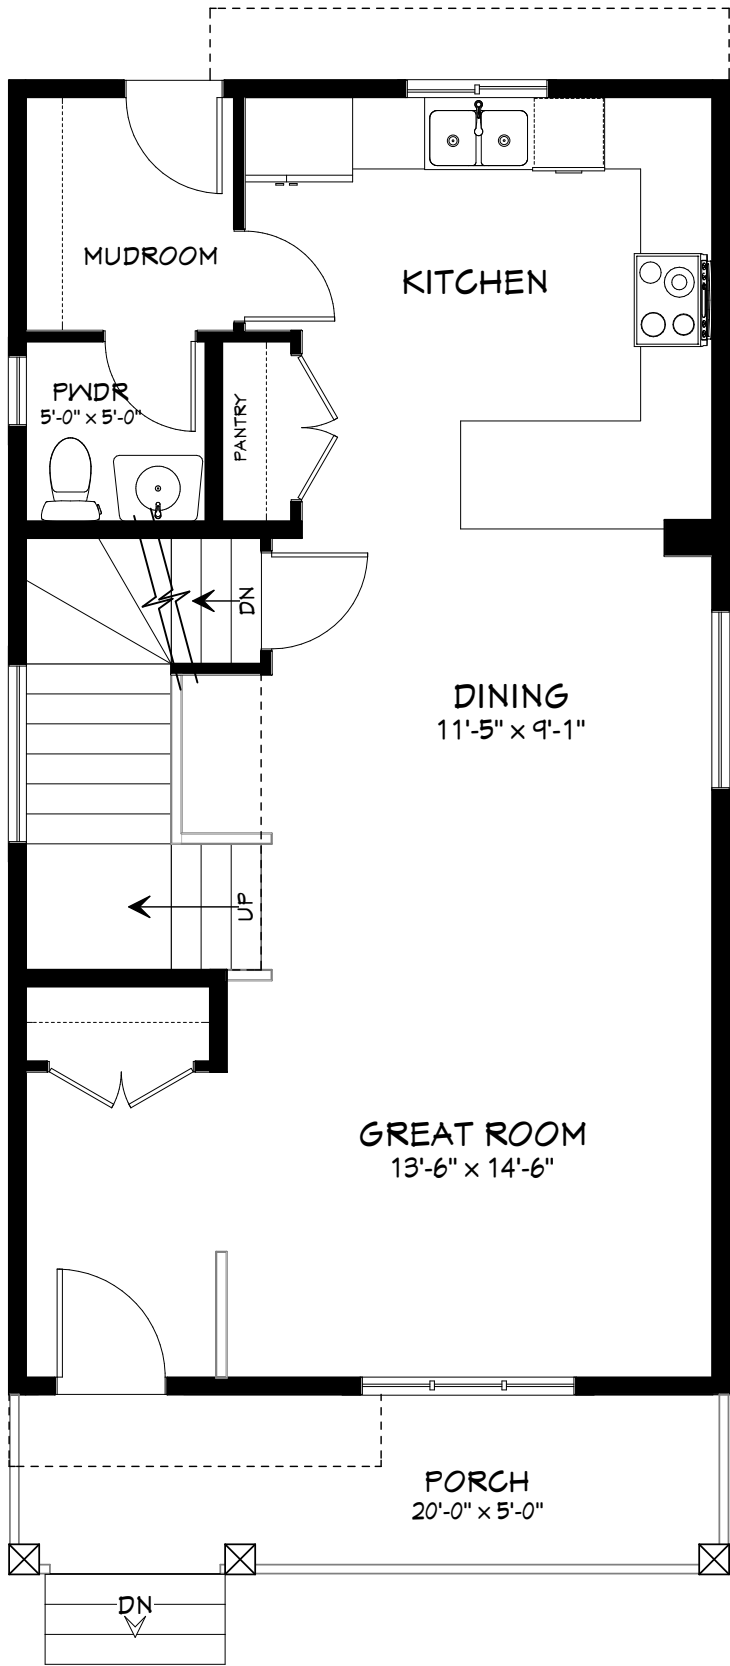 MUDROOM
KITCHEN
PWDR
5'-0" x 5'-0"
PANTRY
DN
DINING
11'-5" x 9'-1"
UP
GREAT ROOM
13'-6" x 14'-6"
PORCH
20'-0" x 5'-0"
DN